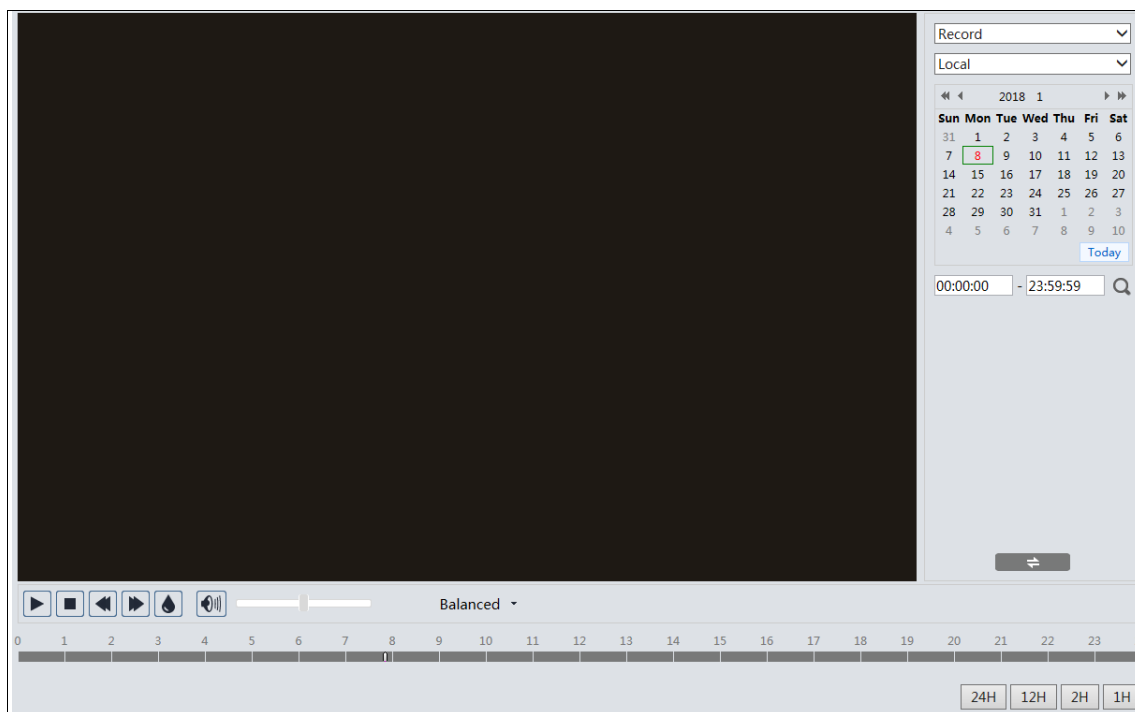 Record
Local
2018 1
Sun Mon Tue Wed Thu Fri Sat
31 1 2 3 4 5 6
7 8 9 10 11 12 13
14 15 16 17 18 19 20
21 22 23 24 25 26 27
28 29 30 31 1 2 3
4 5 6 7 8 9 10
Today
00:00:00 - 23:59:59
Balanced
0 1 2 3 4 5 6 7 8 9 10 11 12 13 14 15 16 17 18 19 20 21 22 23
24H 12H 2H 1H